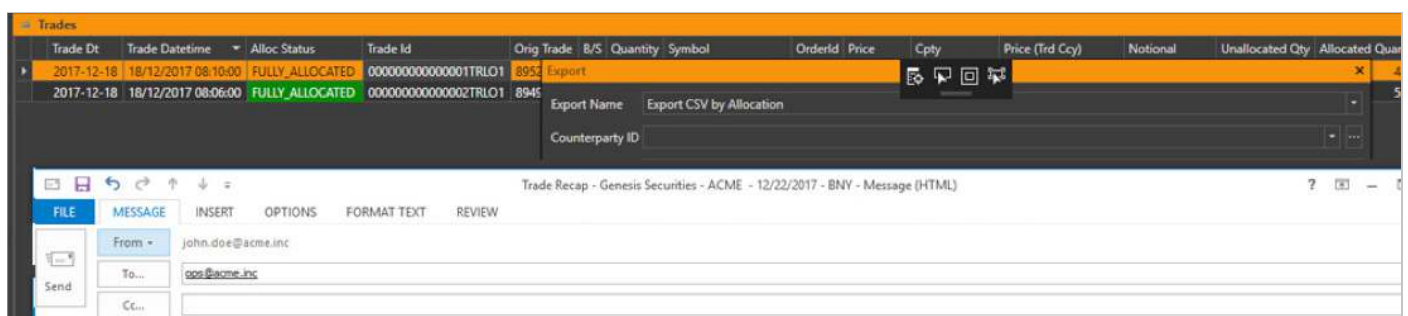 Trades
Trade Dt Trade Datetime Alloc Status Trade Id Orig Trade B/S Quantity Symbol OrderId Price Cpty Price (Trd Ccy) Notional Unallocated Qty Allocated Quan
2017-12-18 18/12/2017 08:10:00 FULLY_ALLOCATED 000000000000001TRLO1 8952 Export 4
2017-12-18 18/12/2017 08:06:00 FULLY_ALLOCATED 000000000000002TRLO1 8949 5
Export Name Export CSV by Allocation
Counterparty ID
Trade Recap - Genesis Securities - ACME - 12/22/2017 - BNY - Message (HTML)
FILE MESSAGE INSERT OPTIONS FORMAT TEXT REVIEW
From john.doe@acme.inc
To... ops@acme.inc
Send
Cc...